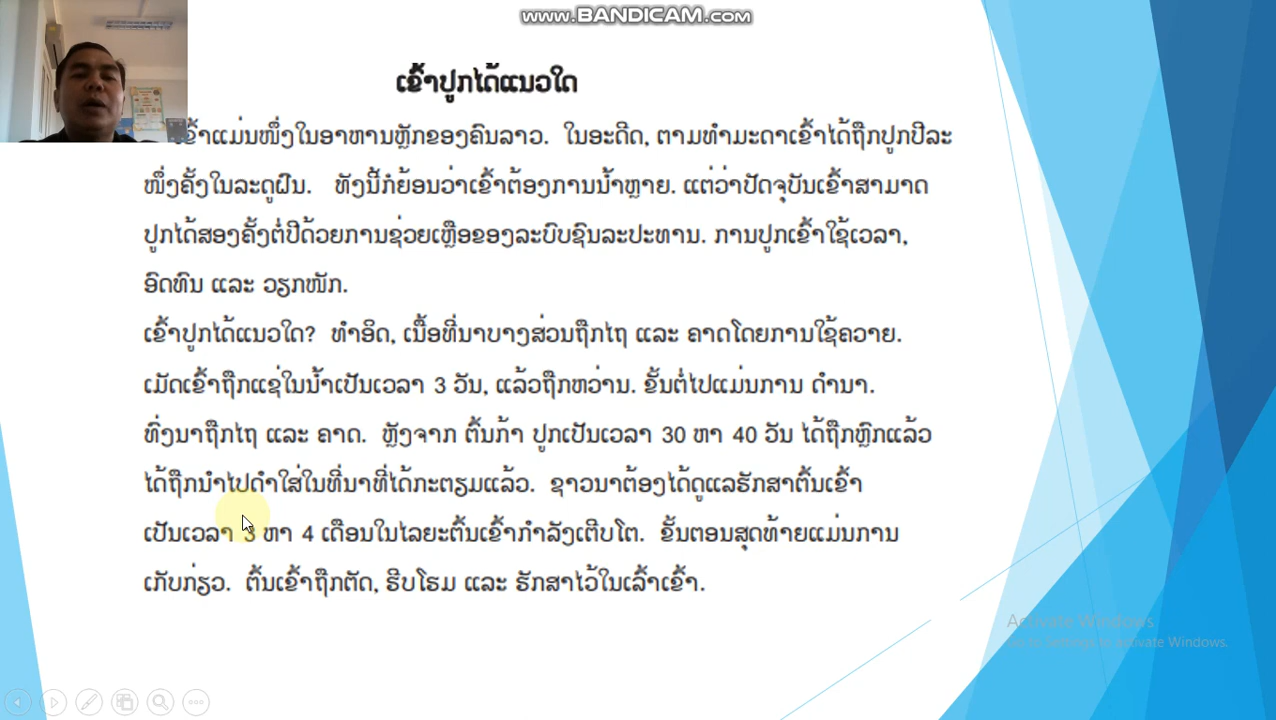 www.BANDICAM.com
ເຂົ້າປູກໄດ້ແນວໃດ
ເຂົ້າແມ່ນໜຶ່ງໃນອາຫານຫຼັກຂອງຄົນລາວ. ໃນອະດີດ, ຕາມທຳມະດາເຂົ້າໄດ້ຖືກປູກປີລະ
ໜຶ່ງຄັ້ງໃນລະດູຝົນ. ທັງນີ້ກໍຍ້ອນວ່າເຂົ້າຕ້ອງການນ້ຳຫຼາຍ. ແຕ່ວ່າປັດຈຸບັນເຂົ້າສາມາດ
ປູກໄດ້ສອງຄັ້ງຕໍ່ປີດ້ວຍການຊ່ວຍເຫຼືອຂອງລະບົບຊົນລະປະທານ. ການປູກເຂົ້າໃຊ້ເວລາ,
ອົດທົນ ແລະ ວຽກໜັກ.
ເຂົ້າປູກໄດ້ແນວໃດ? ທຳອິດ, ເນື້ອທີ່ນາບາງສ່ວນຖືກໄຖ ແລະ ຄາດໂດຍການໃຊ້ຄວາຍ.
ເມັດເຂົ້າຖືກແຊ່ໃນນ້ຳເປັນເວລາ 3 ວັນ, ແລ້ວຖືກຫວ່ານ. ຂັ້ນຕໍ່ໄປແມ່ນການ ດຳນາ.
ທົ່ງນາຖືກໄຖ ແລະ ຄາດ. ຫຼັງຈາກ ຕົ້ນກ້າ ປູກເປັນເວລາ 30 ຫາ 40 ວັນ ໄດ້ຖືກຫຼົກແລ້ວ
ໄດ້ຖືກນຳໄປດຳໃສ່ໃນທີ່ນາທີ່ໄດ້ກະຕຽມແລ້ວ. ຊາວນາຕ້ອງໄດ້ດູແລຮັກສາຕົ້ນເຂົ້າ
ເປັນເວລາ 3 ຫາ 4 ເດືອນໃນໄລຍະຕົ້ນເຂົ້າກຳລັງເຕີບໂຕ. ຂັ້ນຕອນສຸດທ້າຍແມ່ນການ
ເກັບກ່ຽວ. ຕົ້ນເຂົ້າຖືກຕັດ, ຮີບໂຮມ ແລະ ຮັກສາໄວ້ໃນເລົ້າເຂົ້າ.
Activate Windows
Go to Settings to activate Windows.